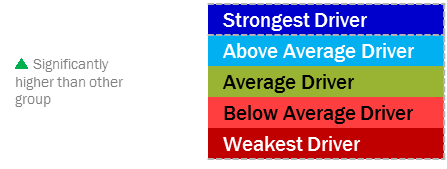 Significantly
higher than other
group
Strongest Driver
Above Average Driver
Average Driver
Below Average Driver
Weakest Driver